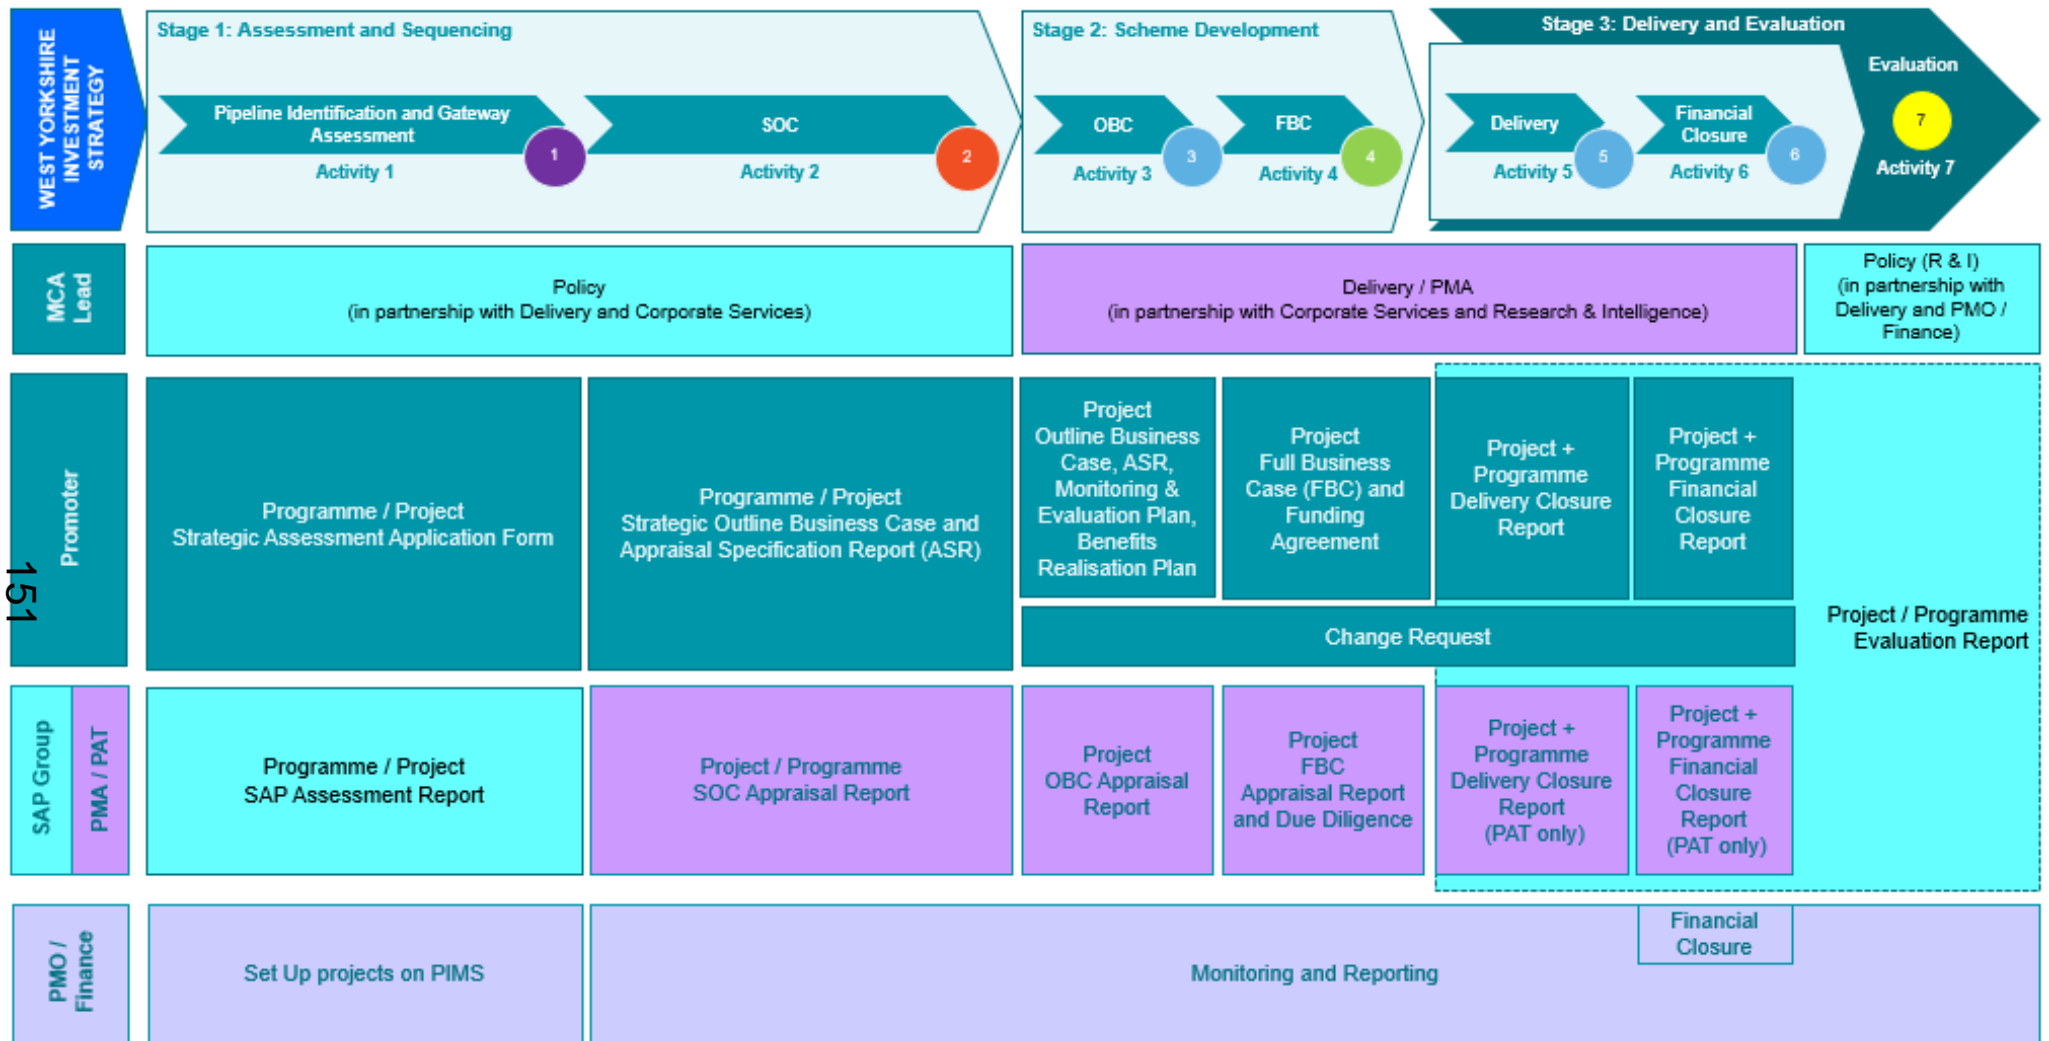 WEST YORKSHIRE
INVESTMENT
STRATEGY
Stage 1: Assessment and Sequencing
Pipeline Identification and Gateway
Assessment
1
Activity 1
SOC
2
Activity 2
Stage 2: Scheme Development
OBC
3
Activity 3
FBC
4
Activity 4
Stage 3: Delivery and Evaluation
Delivery
5
Activity 5
Financial
Closure
6
Activity 6
Evaluation
7
Activity 7
MCA
Lead
Policy
(in partnership with Delivery and Corporate Services)
Delivery / PMA
(in partnership with Corporate Services and Research & Intelligence)
Policy (R & I)
(in partnership with
Delivery and PMO /
Finance)
Promoter
Programme / Project
Strategic Assessment Application Form
Programme / Project
Strategic Outline Business Case and
Appraisal Specification Report (ASR)
Project
Outline Business
Case, ASR,
Monitoring &
Evaluation Plan,
Benefits
Realisation Plan
Project
Full Business
Case (FBC) and
Funding
Agreement
Project +
Programme
Delivery Closure
Report
Project +
Programme
Financial
Closure
Report
Change Request
Project / Programme
Evaluation Report
151
SAP Group
PMA / PAT
Programme / Project
SAP Assessment Report
Project / Programme
SOC Appraisal Report
Project
OBC Appraisal
Report
Project
FBC
Appraisal Report
and Due Diligence
Project +
Programme
Delivery Closure
Report
(PAT only)
Project +
Programme
Financial
Closure
Report
(PAT only)
PMO /
Finance
Set Up projects on PIMS
Monitoring and Reporting
Financial
Closure